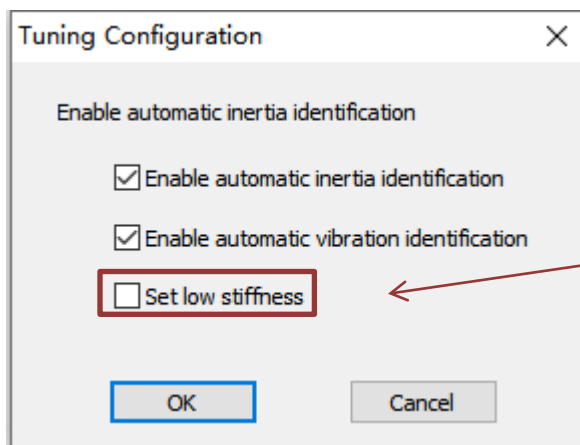 Tuning Configuration
Enable automatic inertia identification
Enable automatic inertia identification
Enable automatic vibration identification
Set low stiffness
OK
Cancel